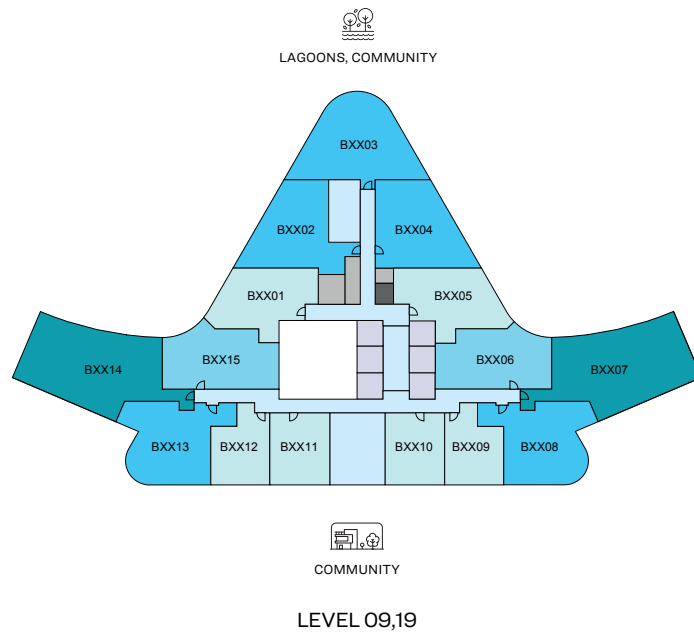 LAGOONS, COMMUNITY
BXX03
BXX02
BXX04
BXX01
BXX05
BXX15
BXX06
BXX14
BXX07
BXX13
BXX12
BXX11
BXX10
BXX09
BXX08
COMMUNITY
LEVEL 09,19